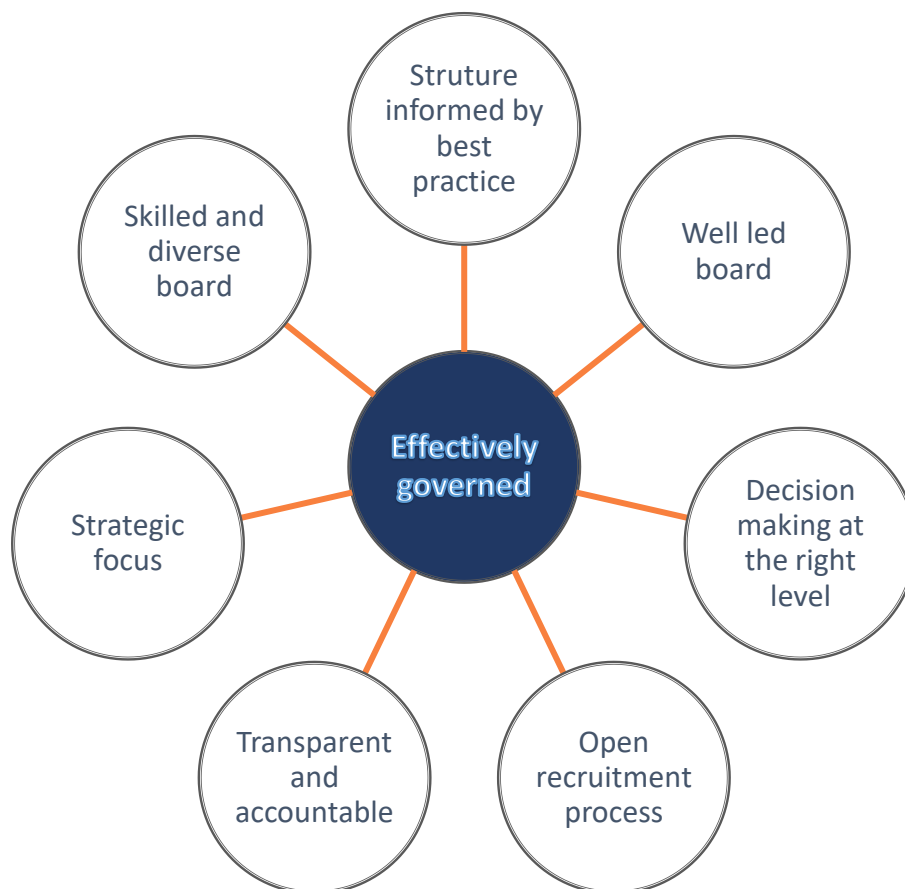 Struture
informed by
best
practice
Well led
board
Decision
making at
the right
level
Open
recruitment
process
Transparent
and
accountable
Strategic
focus
Skilled and
diverse
board
Effectively
governed